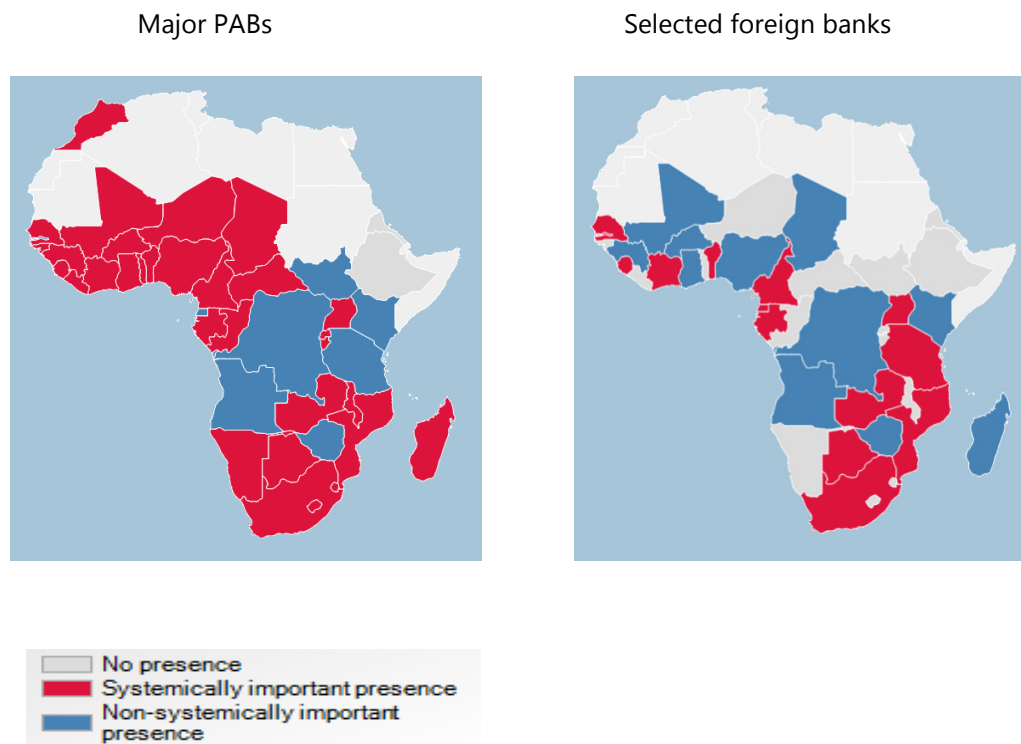 Major PABs
Selected foreign banks
No presence
Systemically important presence
Non-systemically important
presence